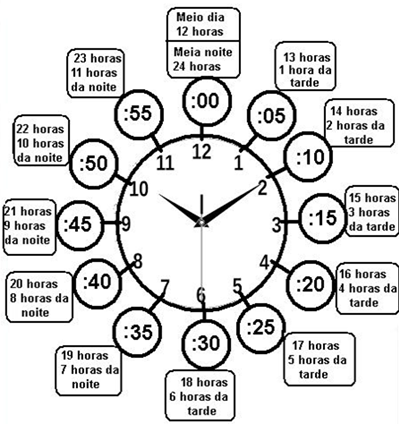 Meio dia
12 horas
Meia noite
24 horas
:00
13 horas
1 hora da
tarde
:05
14 horas
2 horas da
tarde
:10
15 horas
3 horas
da tarde
:15
16 horas
4 horas da
tarde
:20
17 horas
5 horas da
tarde
:25
18 horas
6 horas da
tarde
:30
19 horas
7 horas da
noite
:35
20 horas
8 horas da
noite
:40
21 horas
9 horas
da noite
:45
22 horas
10 horas
da noite
:50
23 horas
11 horas
da noite
:55
12
1
2
3
4
5
6
7
8
9
10
11